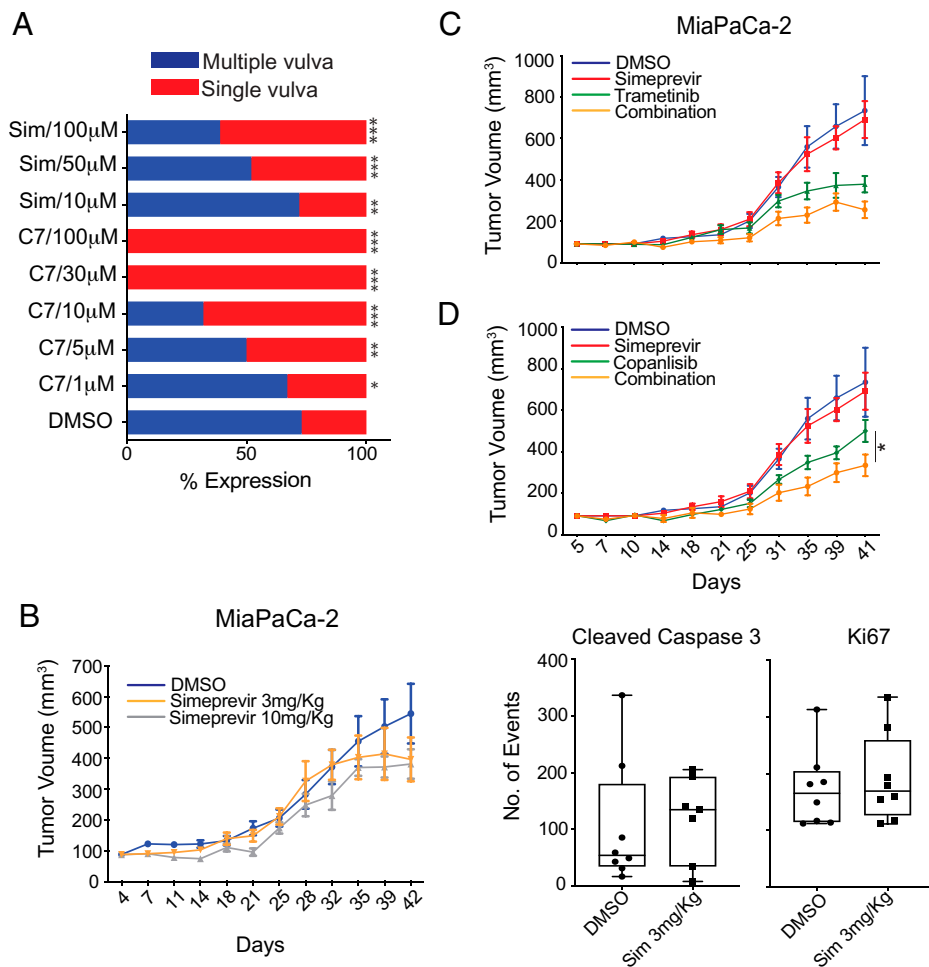 A
Multiple vulva
Single vulva
Sim/100μM
***
Sim/50μM
***
Sim/10μM
**
C7/100μM
***
C7/30μM
***
C7/10μM
***
C7/5μM
**
C7/1μM
*
DMSO
0 50 100
% Expression
B
MiaPaCa-2
DMSO
Simeprevir 3mg/Kg
Simeprevir 10mg/Kg
Tumor Voume (mm³)
700
600
500
400
300
200
100
0
4 7 11 14 18 21 25 28 32 35 39 42
Days
C
MiaPaCa-2
DMSO
Simeprevir
Trametinib
Combination
Tumor Voume (mm³)
1000
800
600
400
200
0
D
DMSO
Simeprevir
Copanlisib
Combination
Tumor Voume (mm³)
1000
800
600
400
200
0
*
5 7 10 14 18 21 25 31 35 39 41
Days
Cleaved Caspase 3
Ki67
No. of Events
400
300
200
100
0
DMSO
Sim 3mg/Kg
DMSO
Sim 3mg/Kg